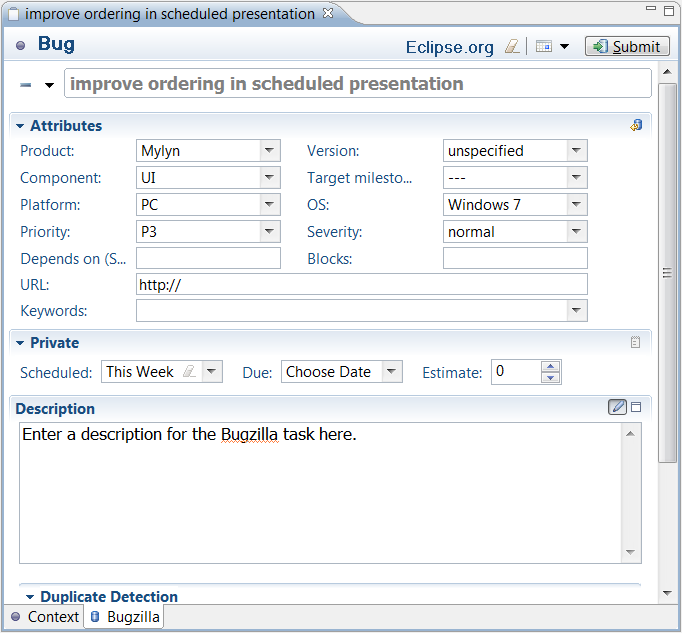 improve ordering in scheduled presentation
Bug Eclipse.org Submit
improve ordering in scheduled presentation
Attributes
Product: Mylyn Version: unspecified
Component: UI Target milesto... ---
Platform: PC OS: Windows 7
Priority: P3 Severity: normal
Depends on (S... Blocks:
URL: http://
Keywords:
Private
Scheduled: This Week Due: Choose Date Estimate: 0
Description
Enter a description for the Bugzilla task here.
Duplicate Detection
Context Bugzilla